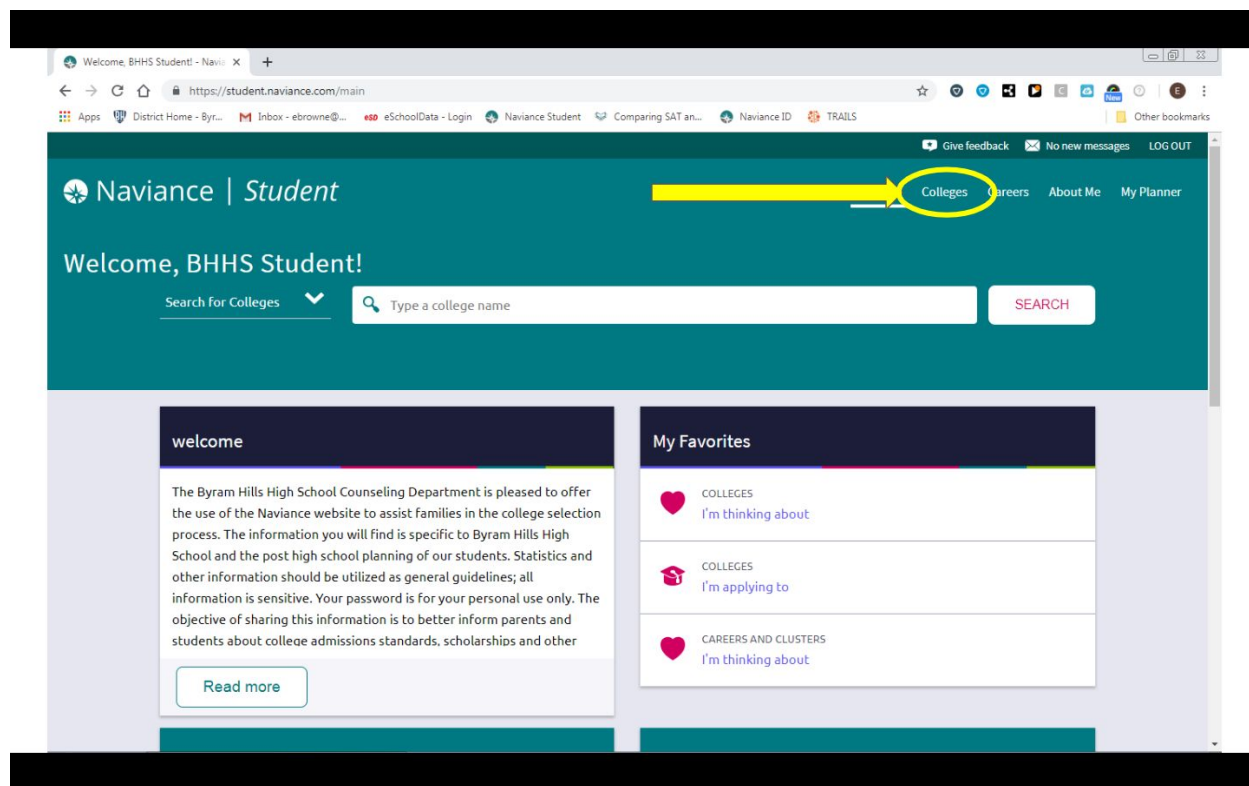 Welcome, BHHS Student! - Navia
https://student.naviance.com/main
Apps District Home - Byr... Inbox - ebrowne@... esD eSchoolData - Login Naviance Student Comparing SAT an... Naviance ID TRAILS Other bookmarks
New E
Give feedback No new messages LOG OUT
Naviance | Student
Colleges Careers About Me My Planner
Welcome, BHHS Student!
Search for Colleges Type a college name SEARCH
welcome
The Byram Hills High School Counseling Department is pleased to offer
the use of the Naviance website to assist families in the college selection
process. The information you will find is specific to Byram Hills High
School and the post high school planning of our students. Statistics and
other information should be utilized as general guidelines; all
information is sensitive. Your password is for your personal use only. The
objective of sharing this information is to better inform parents and
students about college admissions standards, scholarships and other
Read more
My Favorites
COLLEGES
I'm thinking about
COLLEGES
I'm applying to
CAREERS AND CLUSTERS
I'm thinking about